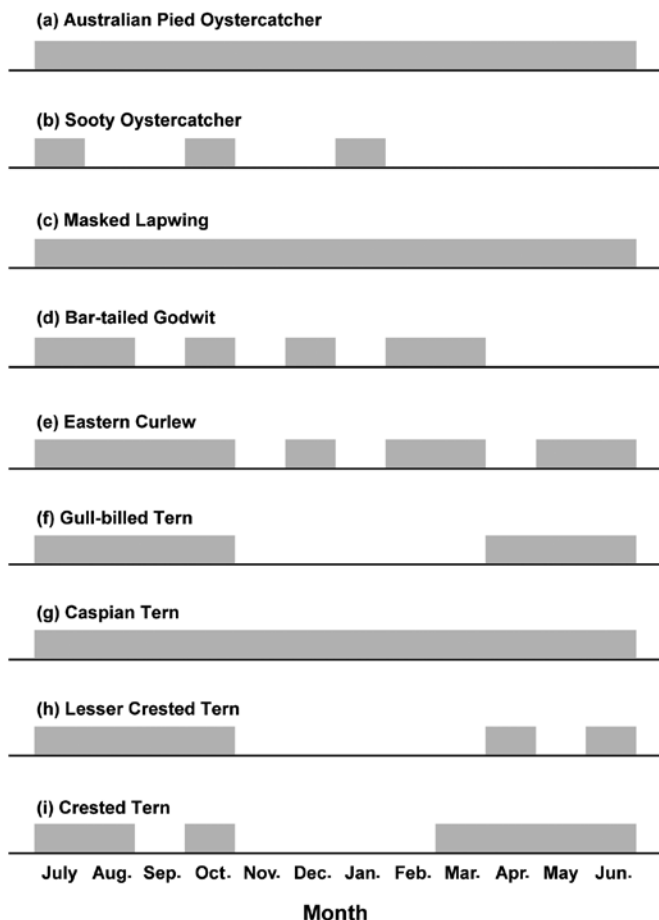 (a) Australian Pied Oystercatcher
(b) Sooty Oystercatcher
(c) Masked Lapwing
(d) Bar-tailed Godwit
(e) Eastern Curlew
(f) Gull-billed Tern
(g) Caspian Tern
(h) Lesser Crested Tern
(i) Crested Tern
July Aug. Sep. Oct. Nov. Dec. Jan. Feb. Mar. Apr. May Jun.
Month